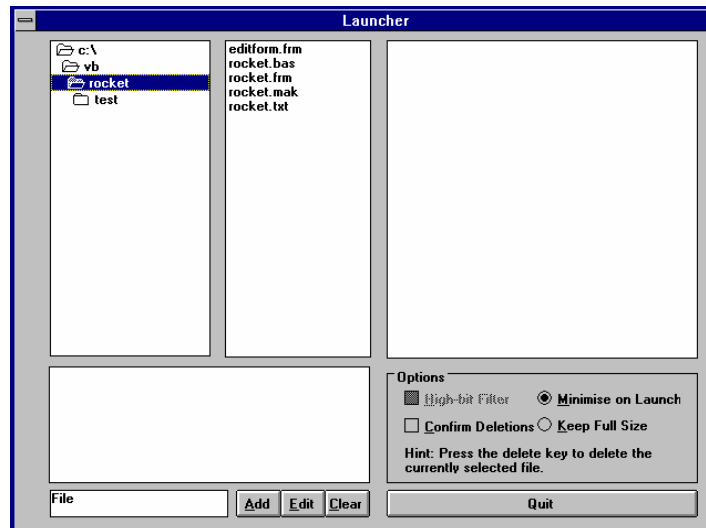 Launcher
c:\
vb
rocket
test
editform.frm
rocket.bas
rocket.frm
rocket.mak
rocket.txt
Options
High-bit Filter
Minimise on Launch
Confirm Deletions
Keep Full Size
Hint: Press the delete key to delete the
currently selected file.
File
Add
Edit
Clear
Quit